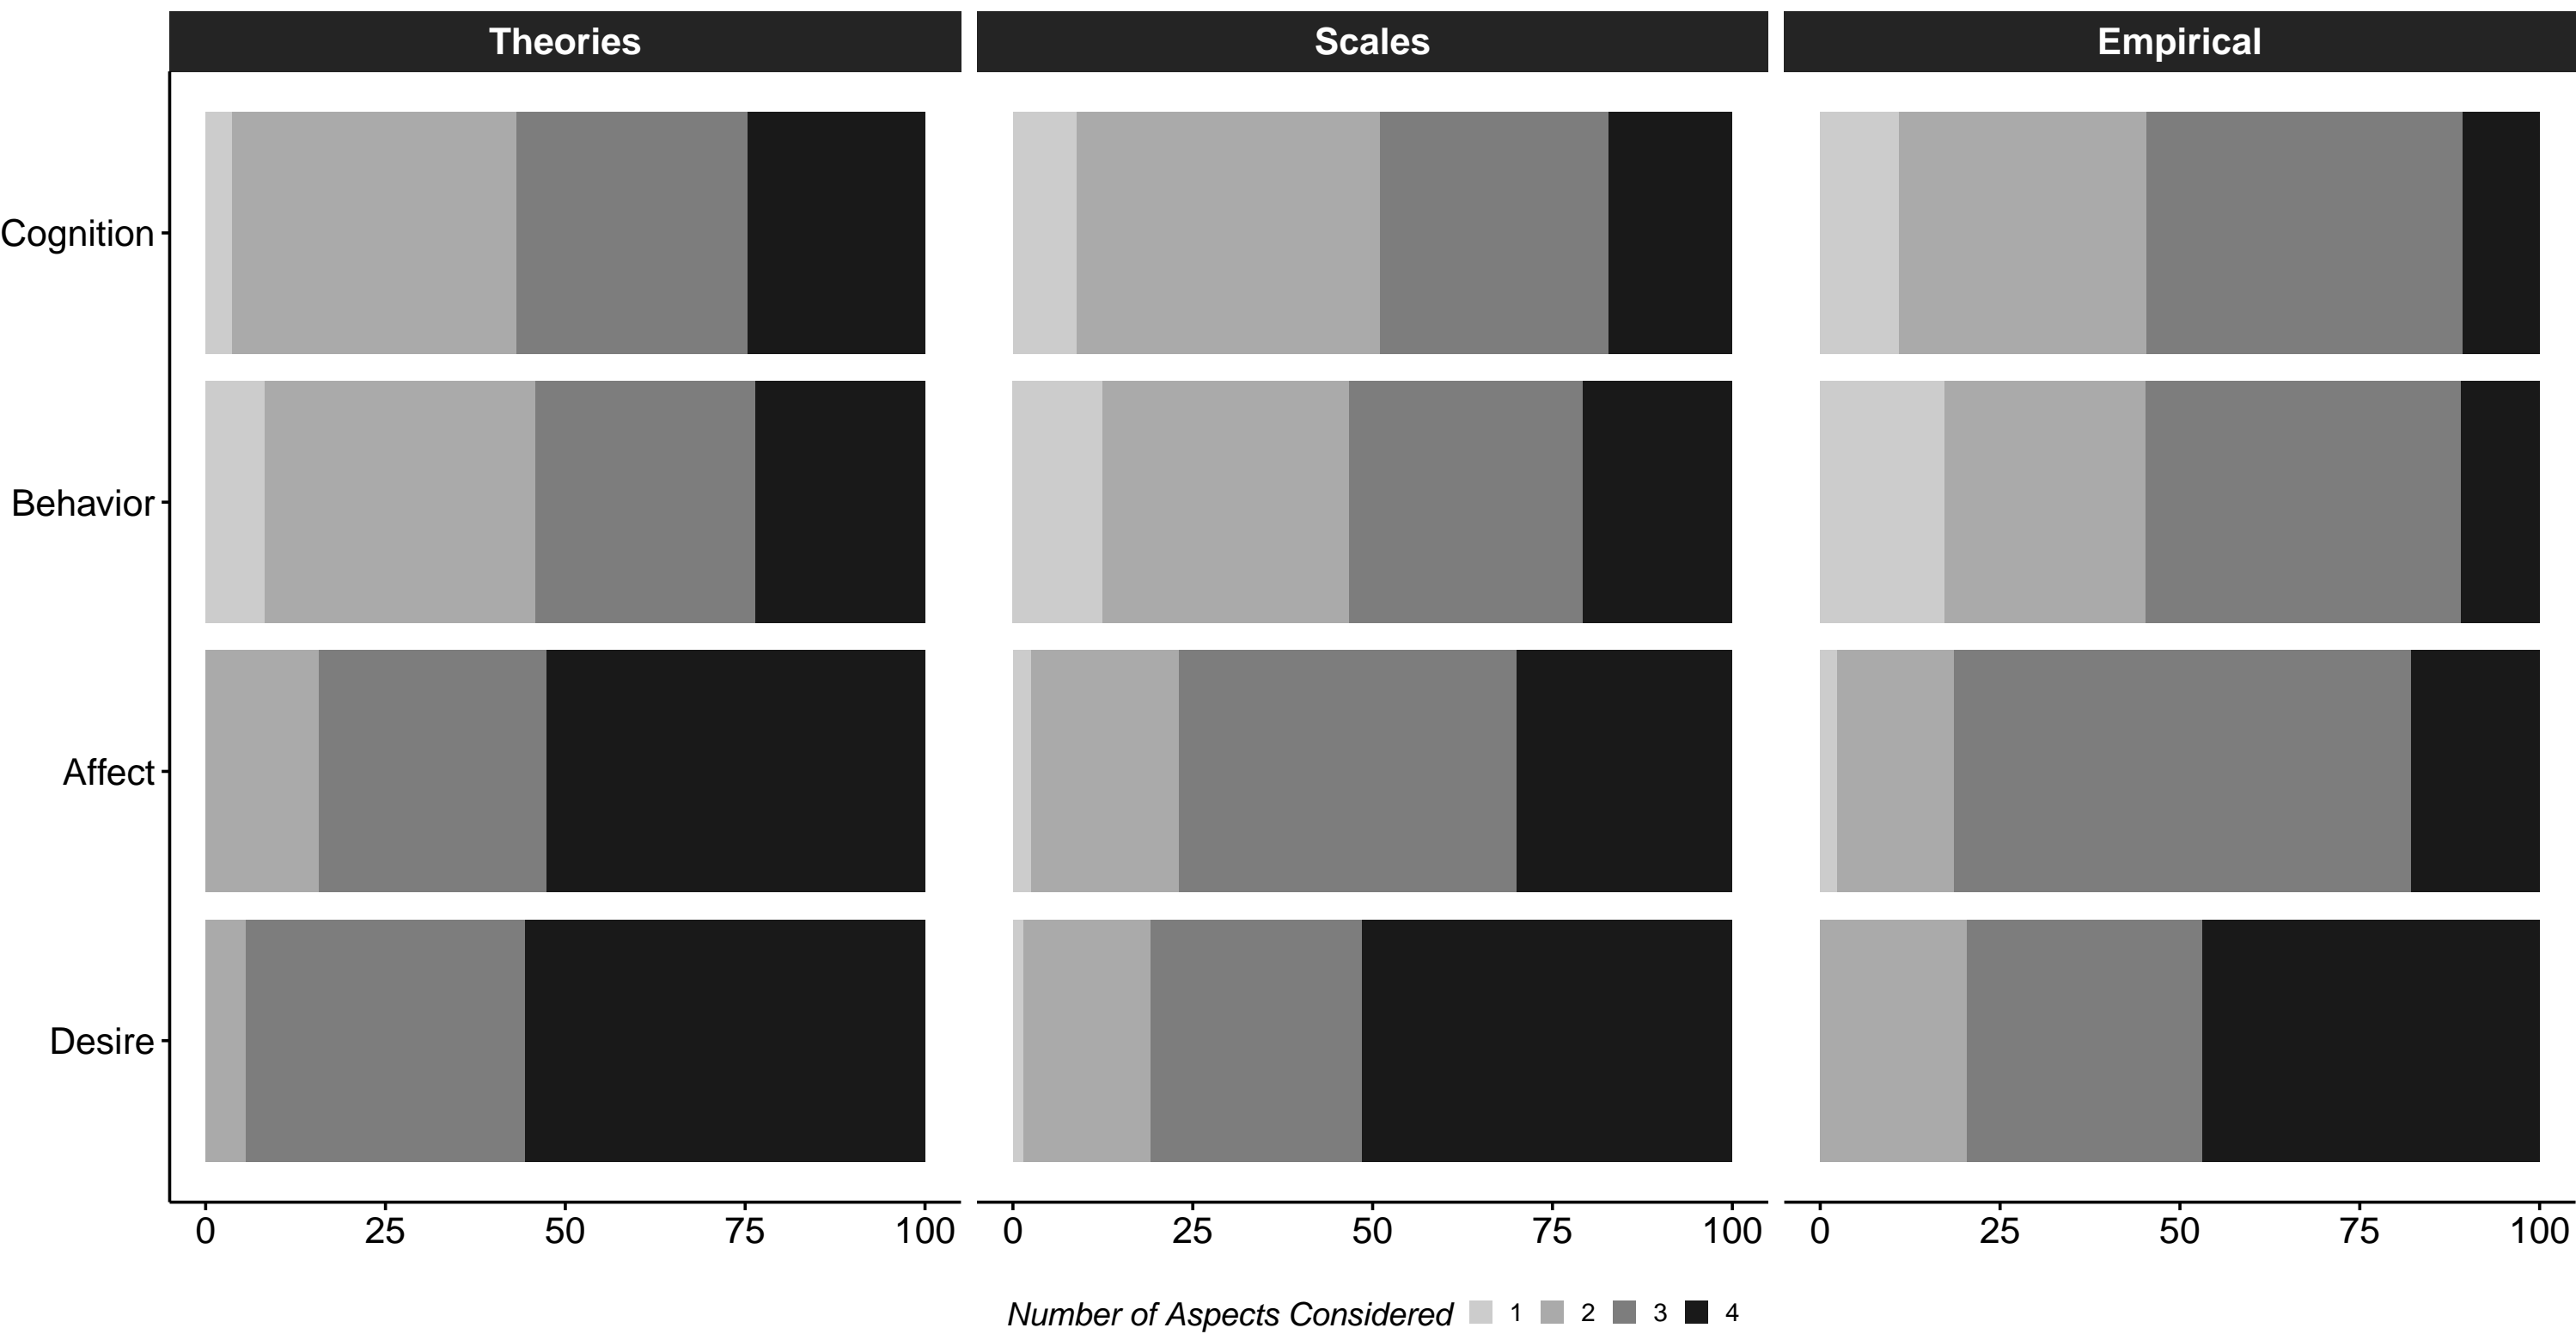 Theories Scales Empirical
Cognition
Behavior
Affect
Desire
0 25 50 75 100 0 25 50 75 100 0 25 50 75 100
Number of Aspects Considered 1 2 3 4